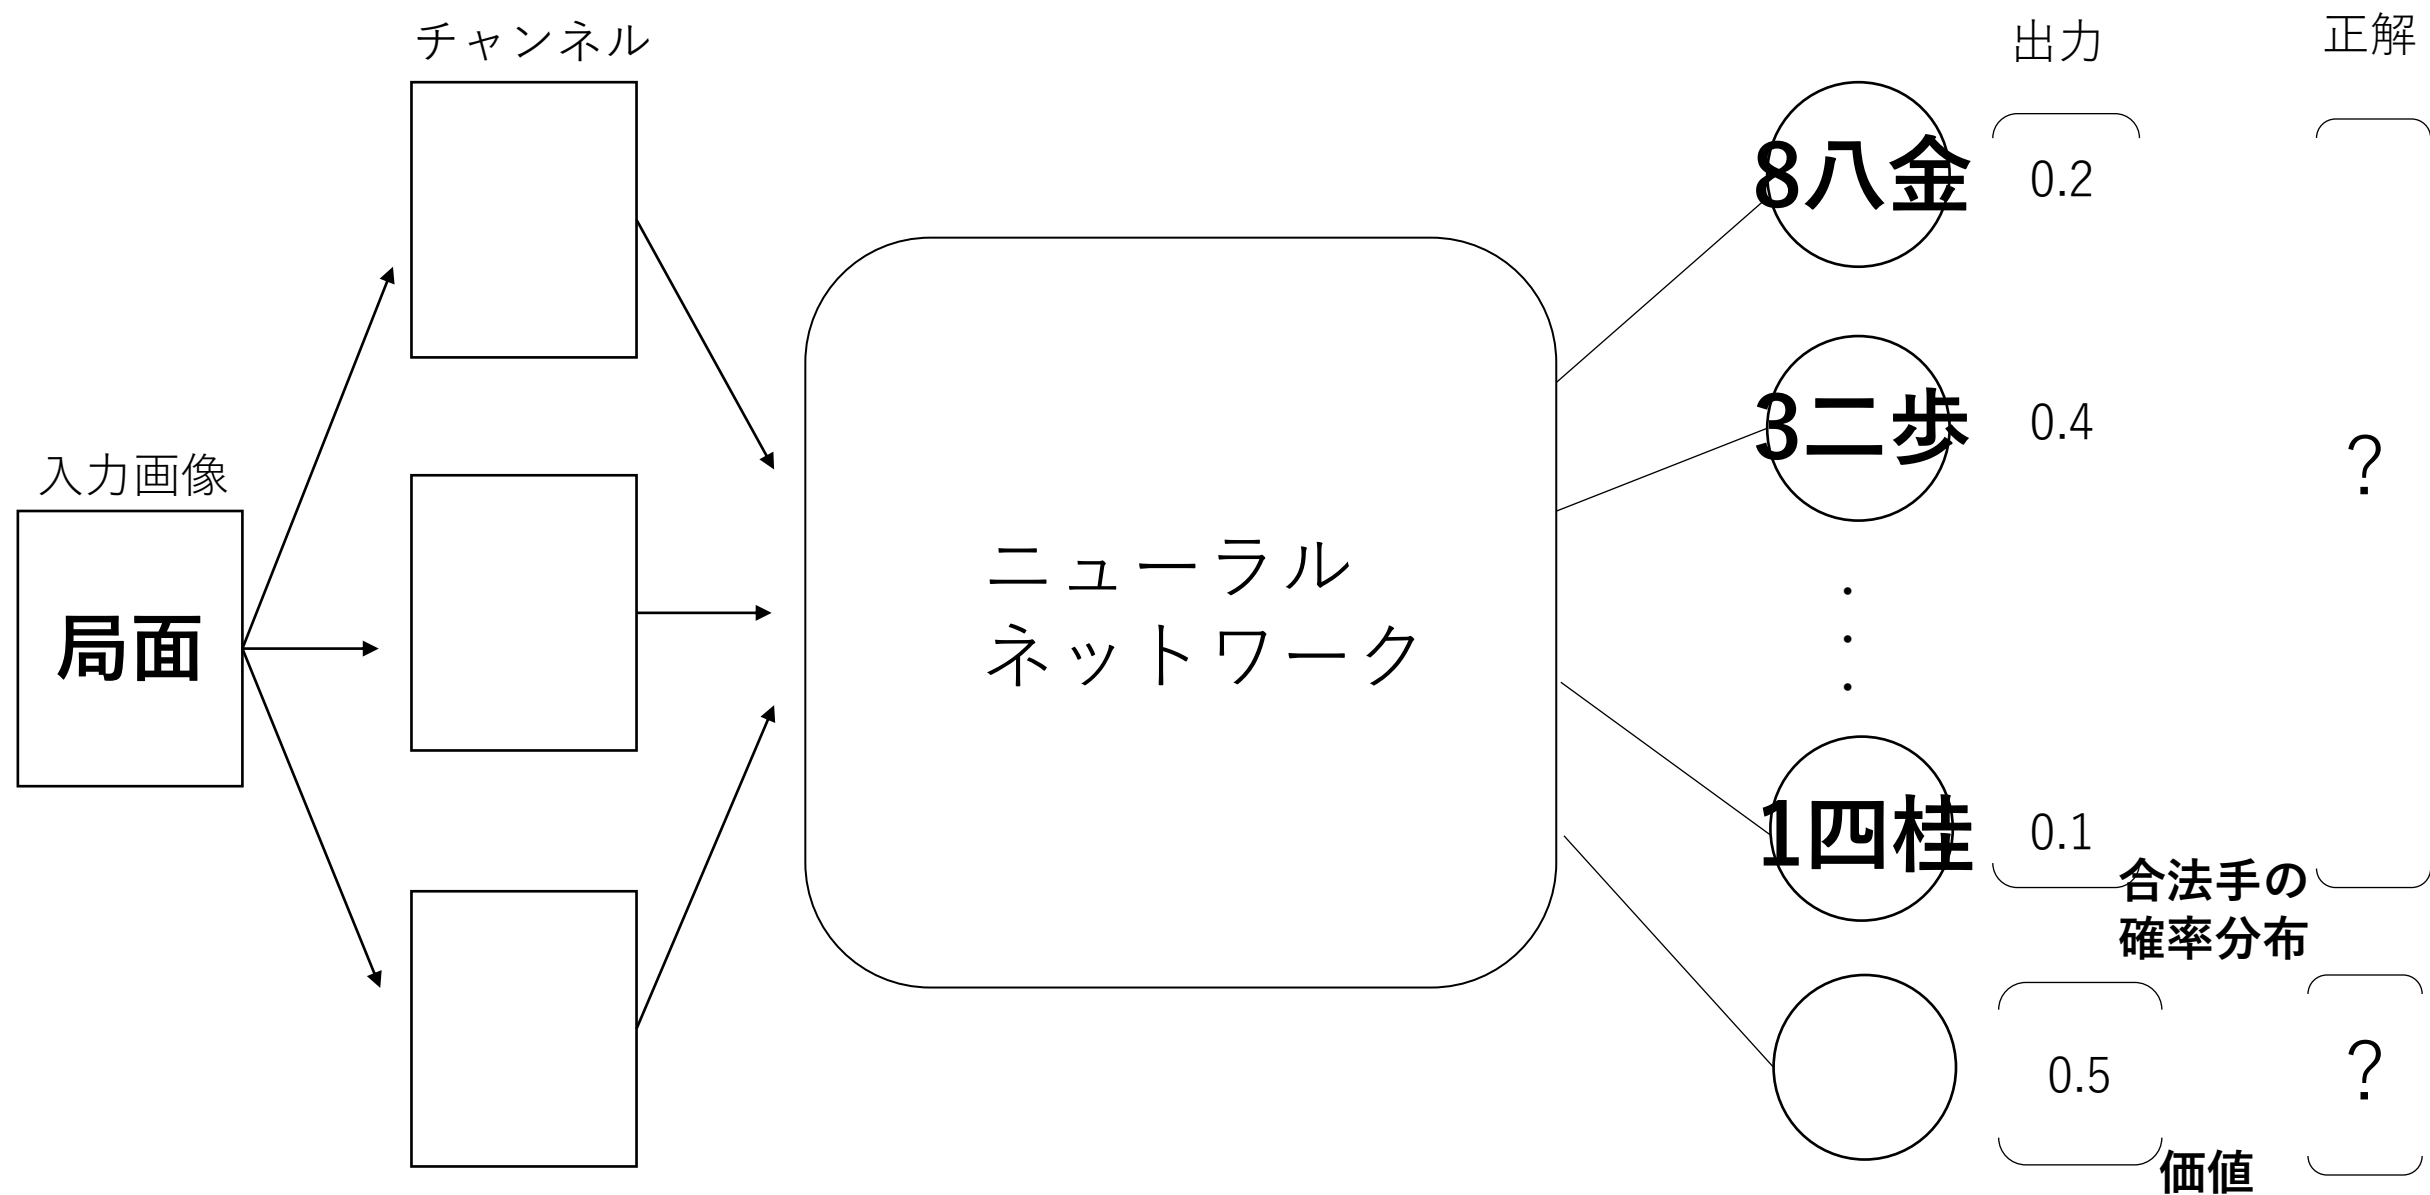 チャンネル
出力
正解
8八金
0.2
3二歩
0.4
?
入力画像
局面
ニューラル
ネットワーク
・
・
・
1四桂
0.1
合法手の
確率分布
0.5
?
価値